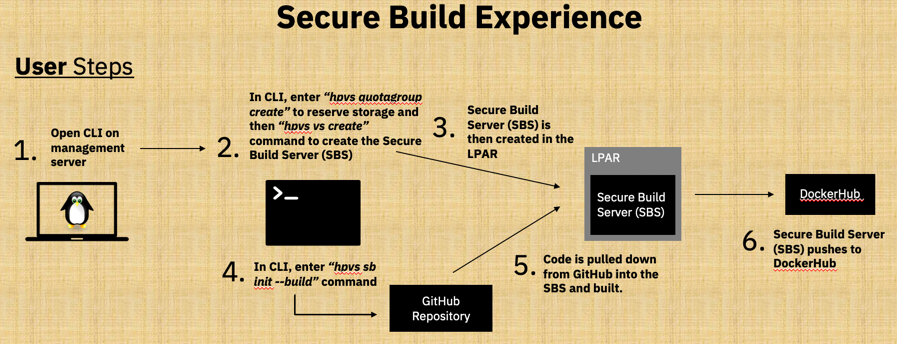 Secure Build Experience
User Steps
1.
Open CLI on
management
server
2.
In CLI, enter “hpvs quotagroup
create” to reserve storage and
then “hpvs vs create”
command to create the Secure
Build Server (SBS)
3.
Secure Build
Server (SBS) is
then created in the
LPAR
LPAR
Secure Build
Server (SBS)
DockerHub
>_
4.
In CLI, enter “hpvs sb
init --build” command
GitHub
Repository
5.
Code is pulled down
from GitHub into the
SBS and built.
6.
Secure Build Server
(SBS) pushes to
DockerHub